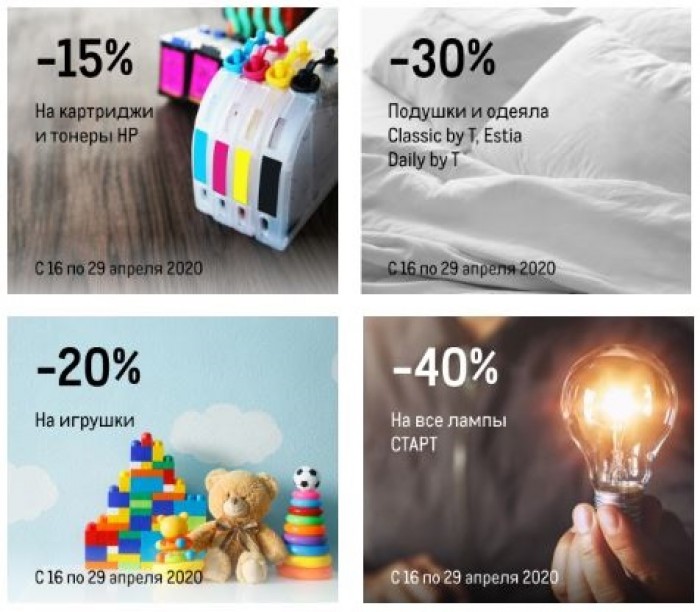 -15%
На картриджи
и тонеры HP
С 16 по 29 апреля 2020
-30%
Подушки и одеяла
Classic by T, Estia
Daily by T
С 16 по 29 апреля 2020
-20%
На игрушки
С 16 по 29 апреля 2020
-40%
На все лампы
СТАРТ
С 16 по 29 апреля 2020